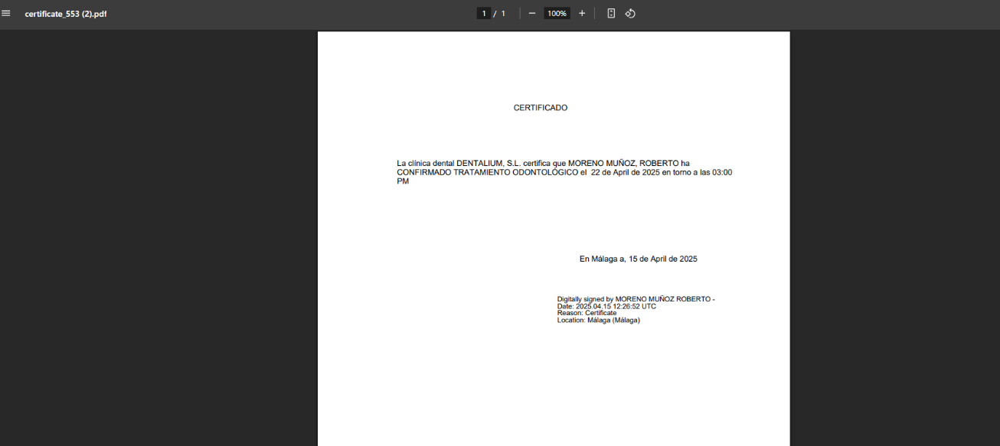 certificate_553 (2).pdf
1 / 1
100%
CERTIFICADO
La clínica dental DENTALIUM, S.L. certifica que MORENO MUÑOZ, ROBERTO ha
CONFIRMADO TRATAMIENTO ODONTOLÓGICO el  22 de April de 2025 en torno a las 03:00
PM
En Málaga a, 15 de April de 2025
Digitally signed by MORENO MUÑOZ ROBERTO -
Date: 2025.04.15 12:26:52 UTC
Reason: Certificate
Location: Málaga (Málaga)